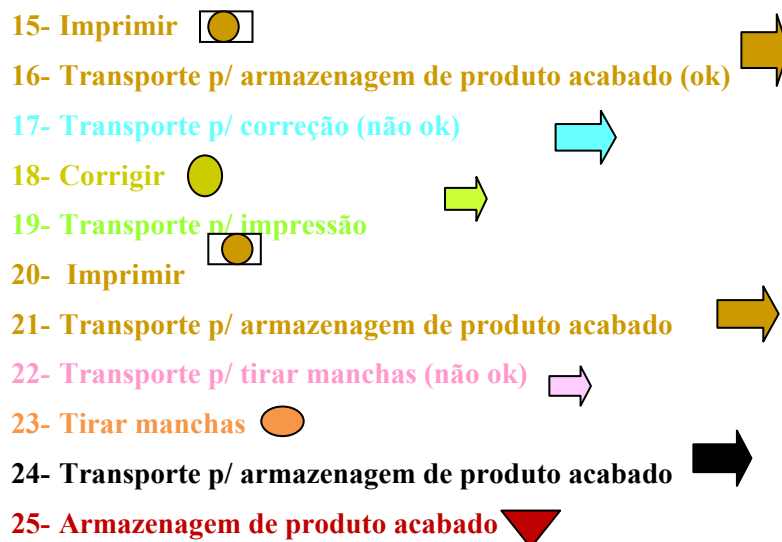 15- Imprimir
16- Transporte p/ armazenagem de produto acabado (ok)
17- Transporte p/ correção (não ok)
18- Corrigir
19- Transporte p/ impressão
20- Imprimir
21- Transporte p/ armazenagem de produto acabado
22- Transporte p/ tirar manchas (não ok)
23- Tirar manchas
24- Transporte p/ armazenagem de produto acabado
25- Armazenagem de produto acabado